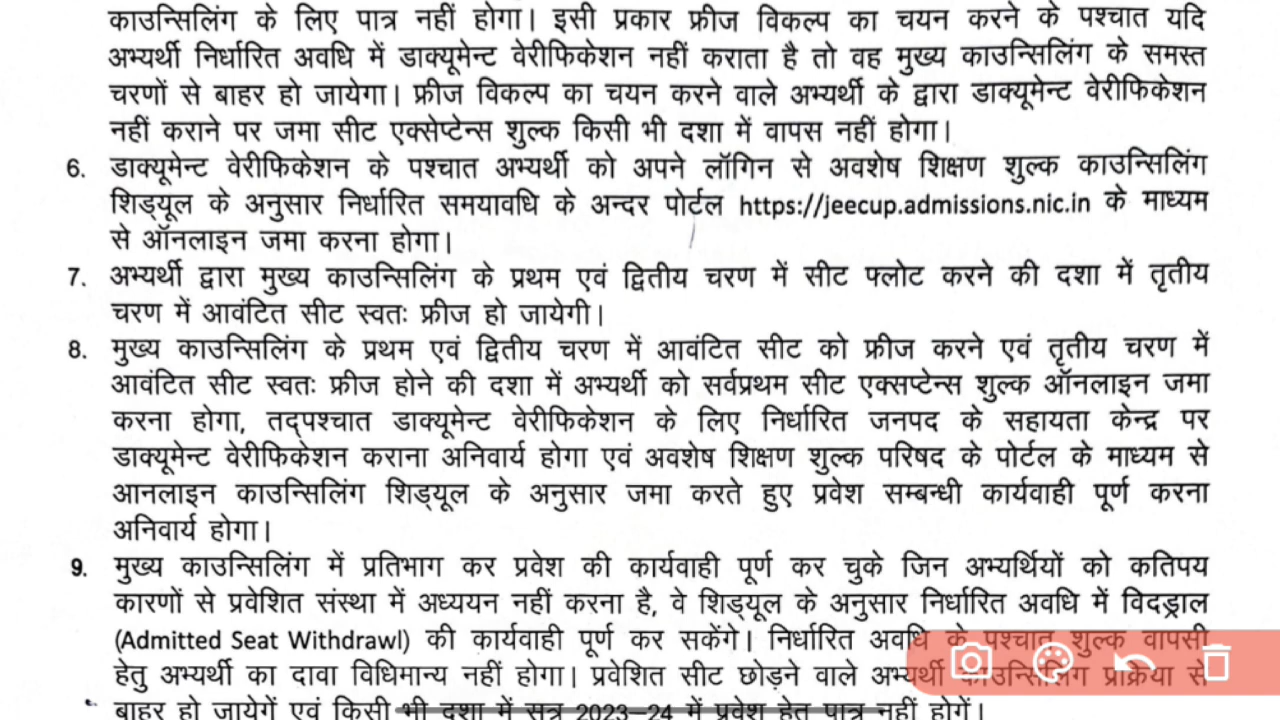 काउन्सिलिंग के लिए पात्र नहीं होगा। इसी प्रकार फ्रीज विकल्प का चयन करने के पश्चात यदि
अभ्यर्थी निर्धारित अवधि में डाक्यूमेन्ट वेरीफिकेशन नहीं कराता है तो वह मुख्य काउन्सिलिंग के समस्त
चरणों से बाहर हो जायेगा। फ्रीज विकल्प का चयन करने वाले अभ्यर्थी के द्वारा डाक्यूमेन्ट वेरीफिकेशन
नहीं कराने पर जमा सीट एक्सेप्टेन्स शुल्क किसी भी दशा में वापस नहीं होगा।
6. डाक्यूमेन्ट वेरीफिकेशन के पश्चात अभ्यर्थी को अपने लॉगिन से अवशेष शिक्षण शुल्क काउन्सिलिंग
शिड्यूल के अनुसार निर्धारित समयावधि के अन्दर पोर्टल https://jeecup.admissions.nic.in के माध्यम
से ऑनलाइन जमा करना होगा।
7. अभ्यर्थी द्वारा मुख्य काउन्सिलिंग के प्रथम एवं द्वितीय चरण में सीट फ्लोट करने की दशा में तृतीय
चरण में आवंटित सीट स्वतः फ्रीज हो जायेगी।
8. मुख्य काउन्सिलिंग के प्रथम एवं द्वितीय चरण में आवंटित सीट को फ्रीज करने एवं तृतीय चरण में
आवंटित सीट स्वतः फ्रीज होने की दशा में अभ्यर्थी को सर्वप्रथम सीट एक्सप्टेन्स शुल्क ऑनलाइन जमा
करना होगा, तद्पश्चात डाक्यूमेन्ट वेरीफिकेशन के लिए निर्धारित जनपद के सहायता केन्द्र पर
डाक्यूमेन्ट वेरीफिकेशन कराना अनिवार्य होगा एवं अवशेष शिक्षण शुल्क परिषद के पोर्टल के माध्यम से
आनलाइन काउन्सिलिंग शिड्यूल के अनुसार जमा करते हुए प्रवेश सम्बन्धी कार्यवाही पूर्ण करना
अनिवार्य होगा।
9. मुख्य काउन्सिलिंग में प्रतिभाग कर प्रवेश की कार्यवाही पूर्ण कर चुके जिन अभ्यर्थियों को कतिपय
कारणों से प्रवेशित संस्था में अध्ययन नहीं करना है, वे शिड्यूल के अनुसार निर्धारित अवधि में विदड्राल
(Admitted Seat Withdrawl) की कार्यवाही पूर्ण कर सकेंगे। निर्धारित अवधि के पश्चात शुल्क वापसी
हेतु अभ्यर्थी का दावा विधिमान्य नहीं होगा। प्रवेशित सीट छोड़ने वाले अभ्यर्थी काउन्सिलिंग प्रक्रिया से
बाहर हो जायेगें एवं किसी भी दशा में सत्र 2023–24 में प्रवेश हेतु पात्र नहीं होगें।